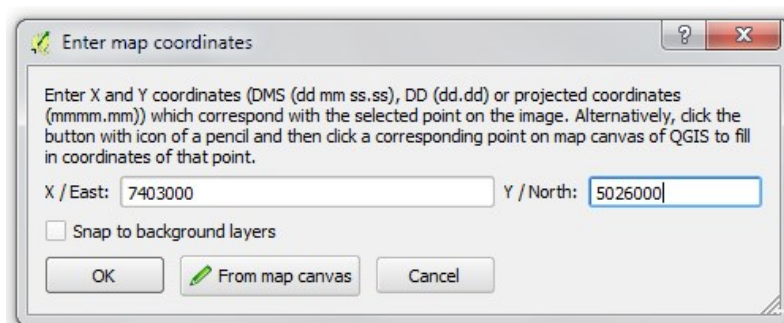 Enter map coordinates
Enter X and Y coordinates (DMS (dd mm ss.ss), DD (dd.dd) or projected coordinates
(mmmm.mm)) which correspond with the selected point on the image. Alternatively, click the
button with icon of a pencil and then click a corresponding point on map canvas of QGIS to fill
in coordinates of that point.
X / East: 7403000 Y / North: 5026000
Snap to background layers
OK From map canvas Cancel